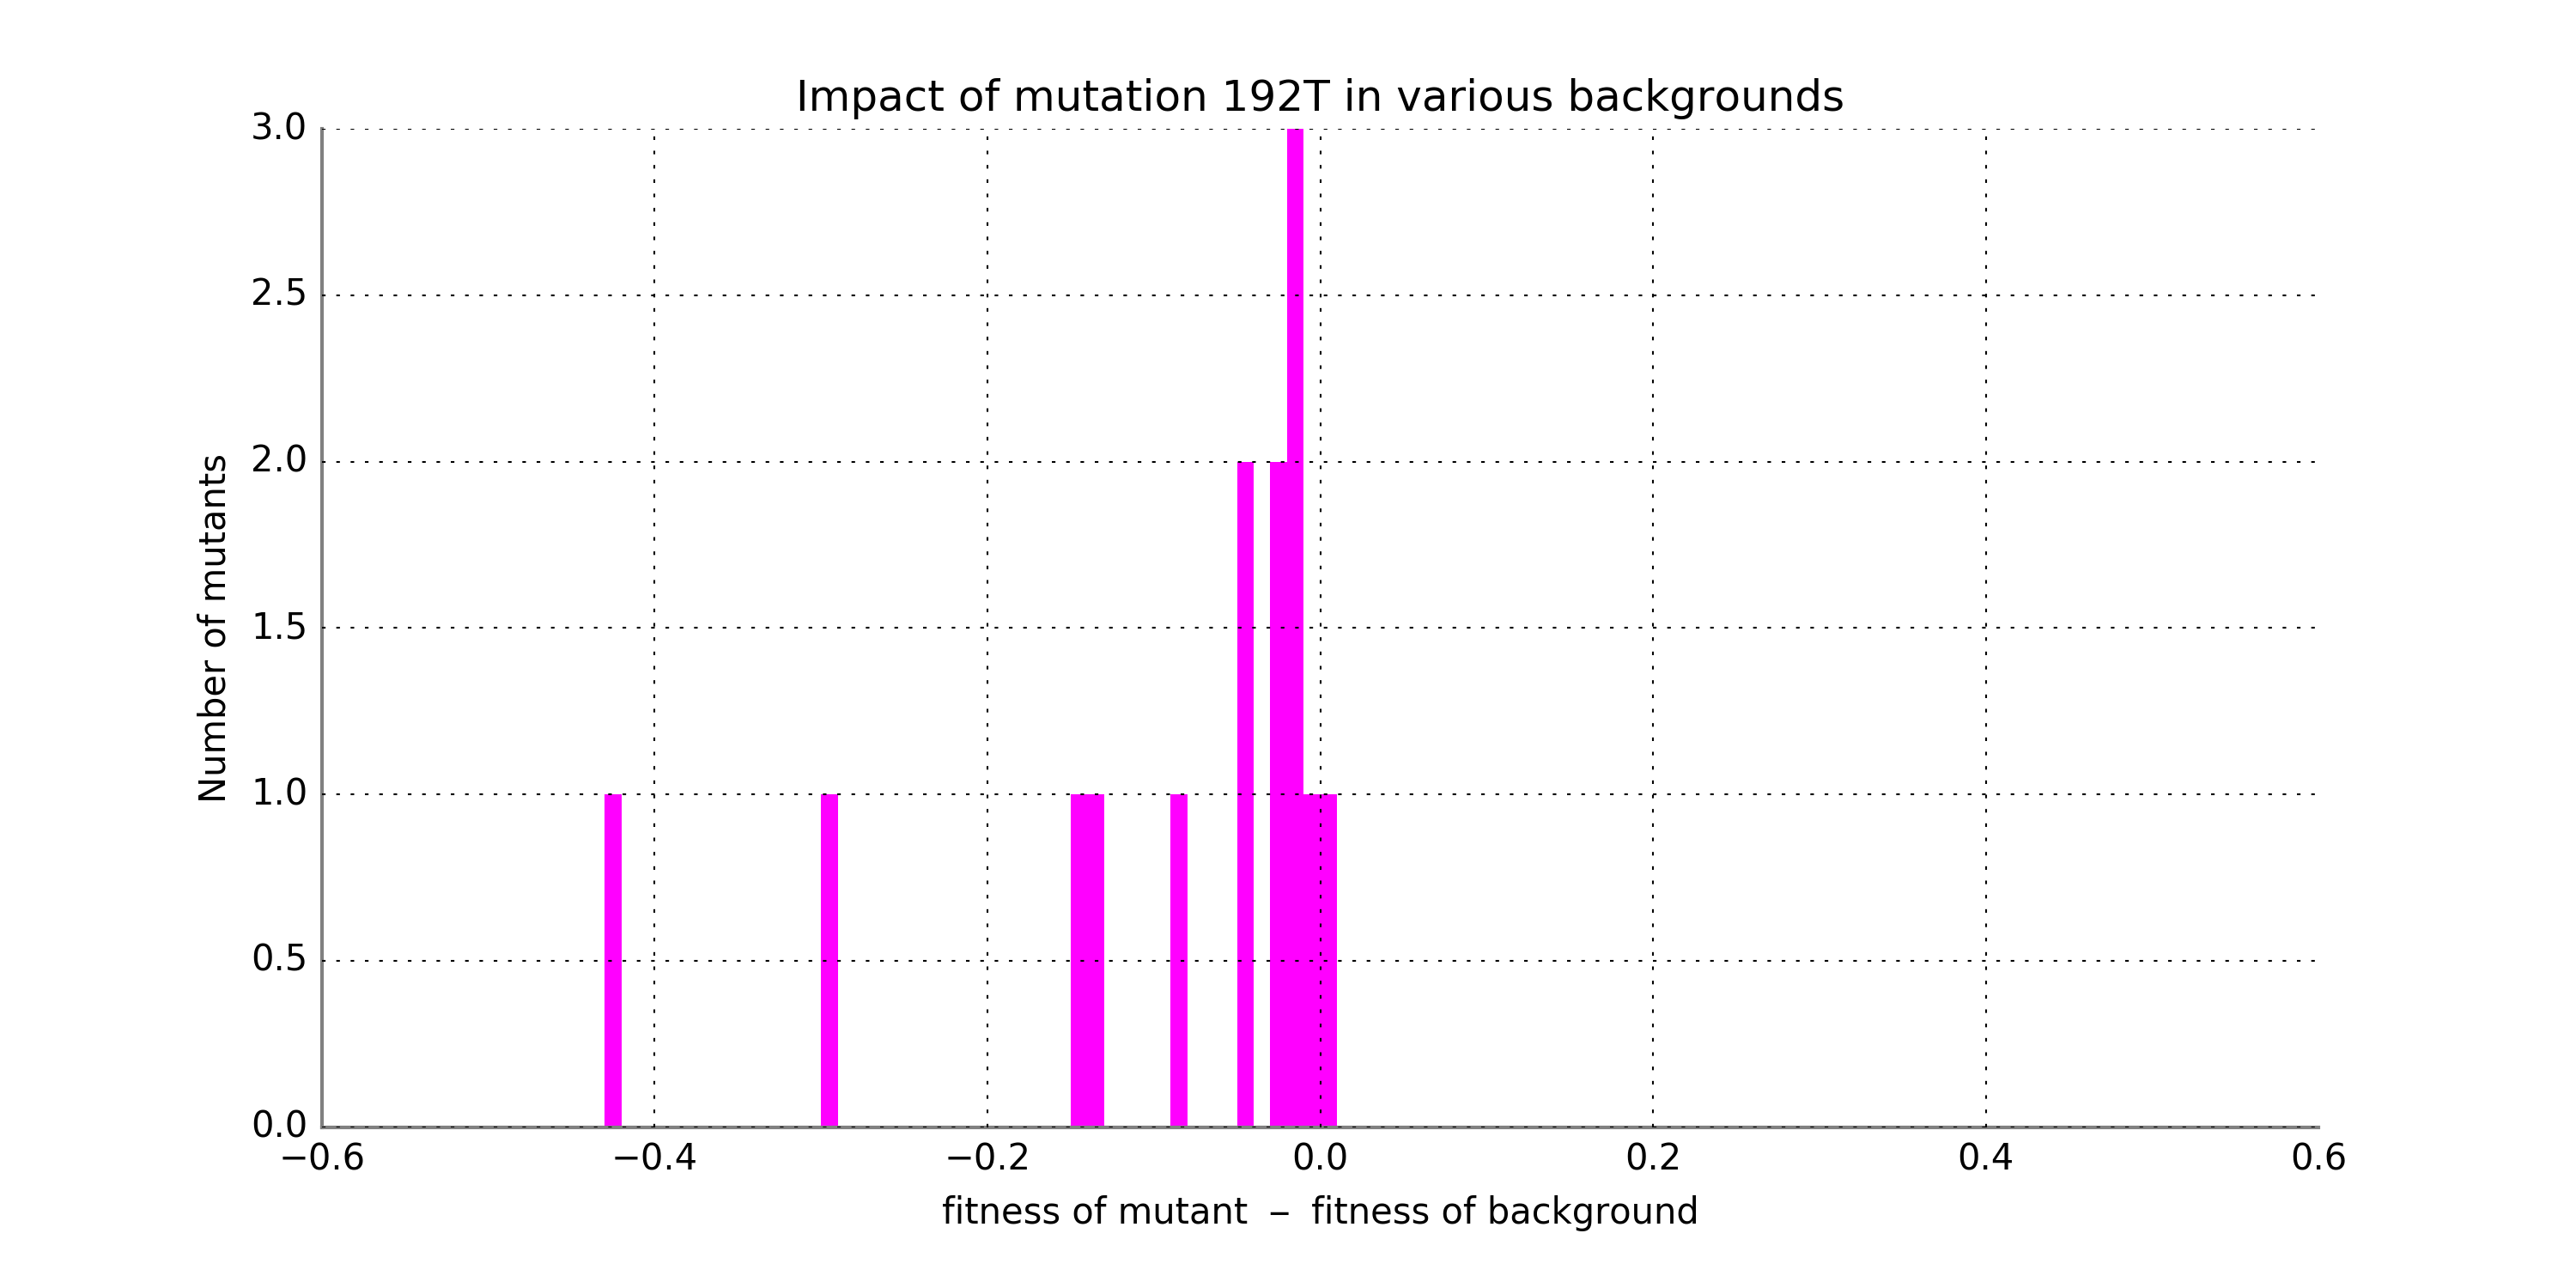 Impact of mutation 192T in various backgrounds
3.0
2.5
2.0
1.5
1.0
0.5
0.0
Number of mutants
−0.6 −0.4 −0.2 0.0 0.2 0.4 0.6
fitness of mutant − fitness of background